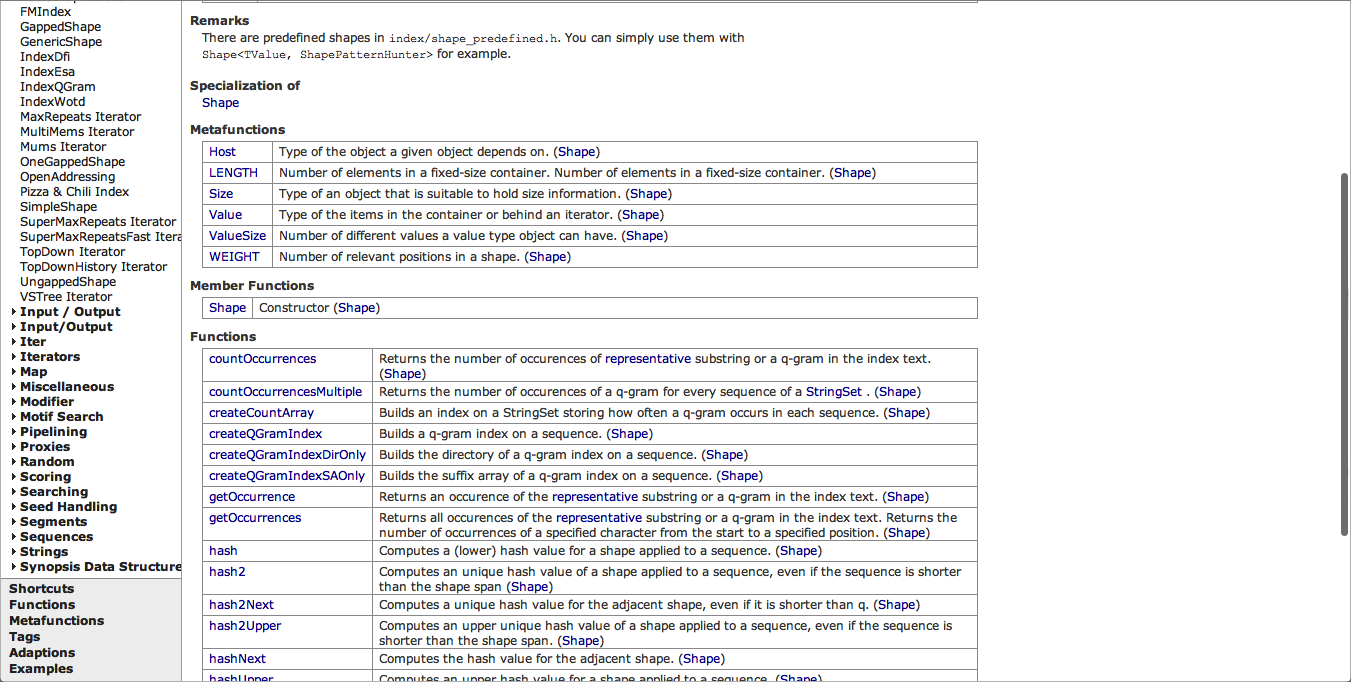 FMIndex
GappedShape
GenericShape
IndexDfi
IndexEsa
IndexQGram
IndexWotd
MaxRepeats Iterator
MultiMems Iterator
Mums Iterator
OneGappedShape
OpenAddressing
Pizza & Chili Index
SimpleShape
SuperMaxRepeats Iterator
SuperMaxRepeatsFast Itera
TopDown Iterator
TopDownHistory Iterator
UngappedShape
VSTree Iterator
Input / Output
Input/Output
Iter
Iterators
Map
Miscellaneous
Modifier
Motif Search
Pipelining
Proxies
Random
Scoring
Searching
Seed Handling
Segments
Sequences
Strings
Synopsis Data Structure
Shortcuts
Functions
Metafunctions
Tags
Adaptions
Examples
Remarks
There are predefined shapes in index/shape_predefined.h. You can simply use them with
Shape<TValue, ShapePatternHunter> for example.
Specialization of
Shape
Metafunctions
Host Type of the object a given object depends on. (Shape)
LENGTH Number of elements in a fixed-size container. Number of elements in a fixed-size container. (Shape)
Size Type of an object that is suitable to hold size information. (Shape)
Value Type of the items in the container or behind an iterator. (Shape)
ValueSize Number of different values a value type object can have. (Shape)
WEIGHT Number of relevant positions in a shape. (Shape)
Member Functions
Shape Constructor (Shape)
Functions
countOccurrences Returns the number of occurences of representative substring or a q-gram in the index text.
(Shape)
countOccurrencesMultiple Returns the number of occurences of a q-gram for every sequence of a StringSet . (Shape)
createCountArray Builds an index on a StringSet storing how often a q-gram occurs in each sequence. (Shape)
createQGramIndex Builds a q-gram index on a sequence. (Shape)
createQGramIndexDirOnly Builds the directory of a q-gram index on a sequence. (Shape)
createQGramIndexSAOnly Builds the suffix array of a q-gram index on a sequence. (Shape)
getOccurrence Returns an occurence of the representative substring or a q-gram in the index text. (Shape)
getOccurrences Returns all occurences of the representative substring or a q-gram in the index text. Returns the
number of occurrences of a specified character from the start to a specified position. (Shape)
hash Computes a (lower) hash value for a shape applied to a sequence. (Shape)
hash2 Computes an unique hash value of a shape applied to a sequence, even if the sequence is shorter
than the shape span (Shape)
hash2Next Computes a unique hash value for the adjacent shape, even if it is shorter than q. (Shape)
hash2Upper Computes an upper unique hash value of a shape applied to a sequence, even if the sequence is
shorter than the shape span. (Shape)
hashNext Computes the hash value for the adjacent shape. (Shape)
hashUpper Computes an upper hash value for a shape applied to a sequence. (Shape)